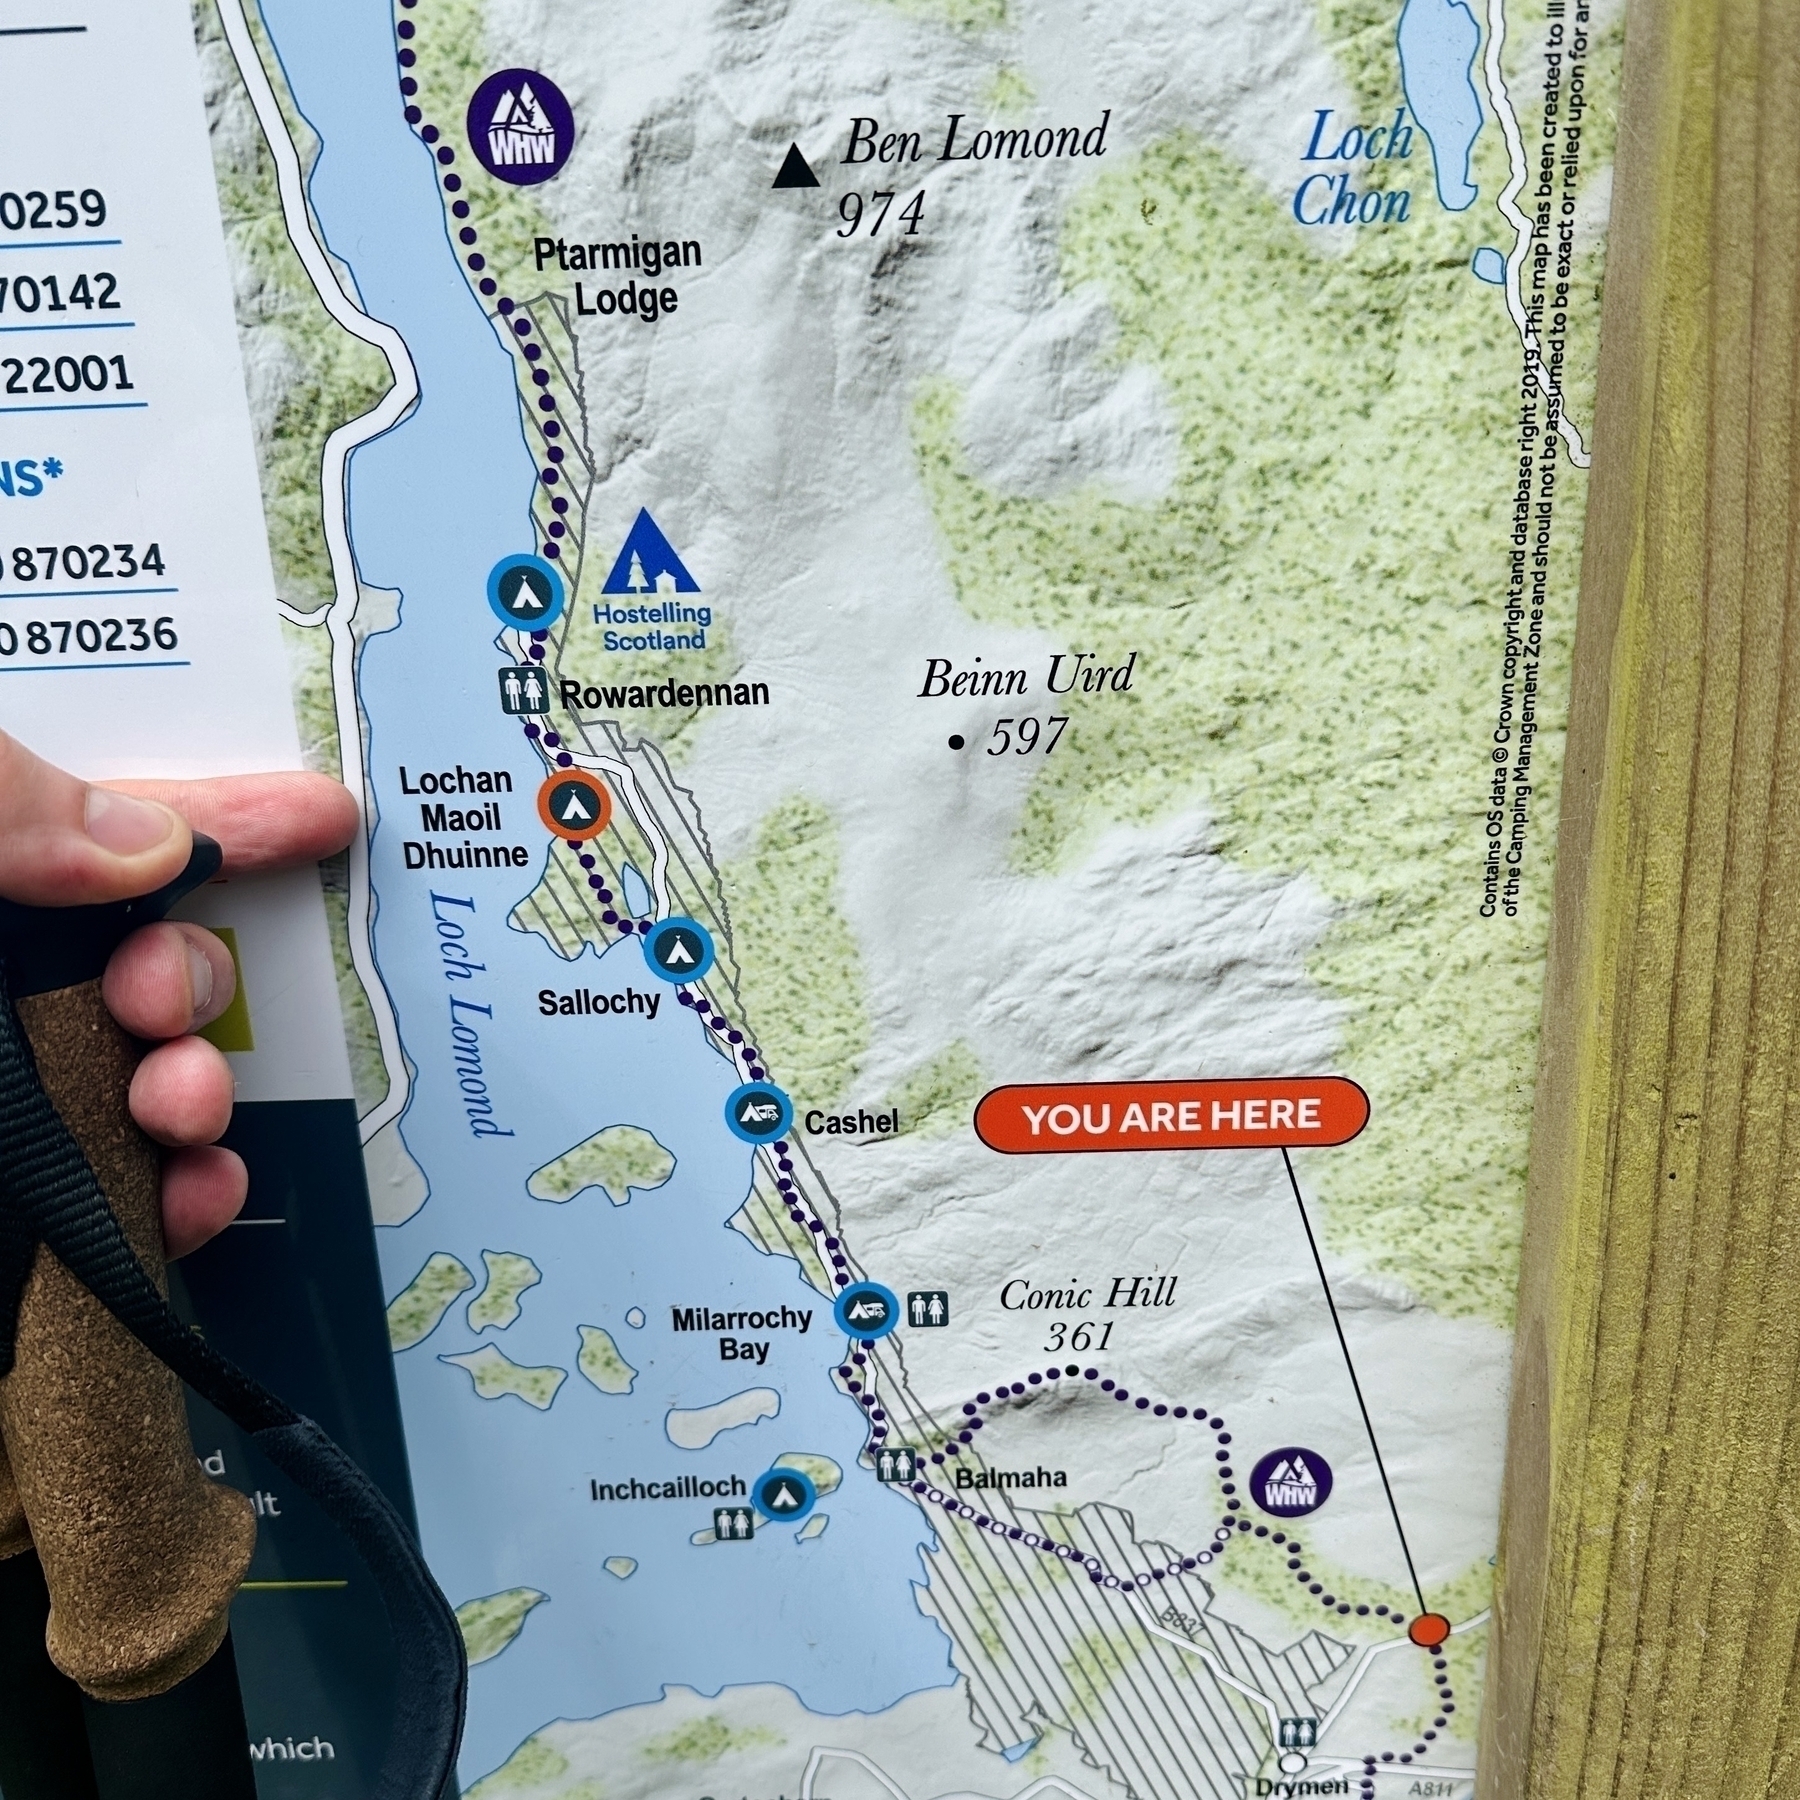 0259
70142
22001
NS*
870234
0 870236
WHW
Ben Lomond
974
Loch
Chon
Ptarmigan
Lodge
Hostelling
Scotland
Rowardennan
Beinn Uird
597
Lochan
Maoil
Dhuinne
Loch Lomond
Sallochy
Cashel
YOU ARE HERE
Milarrochy
Bay
Conic Hill
361
Inchcailloch
Balmaha
WHW
B837
Drymen
A811
which
Contains OS data © Crown copyright and database right 2019. This map has been created to
of the Camping Management Zone and should not be assumed to be exact or relied upon for